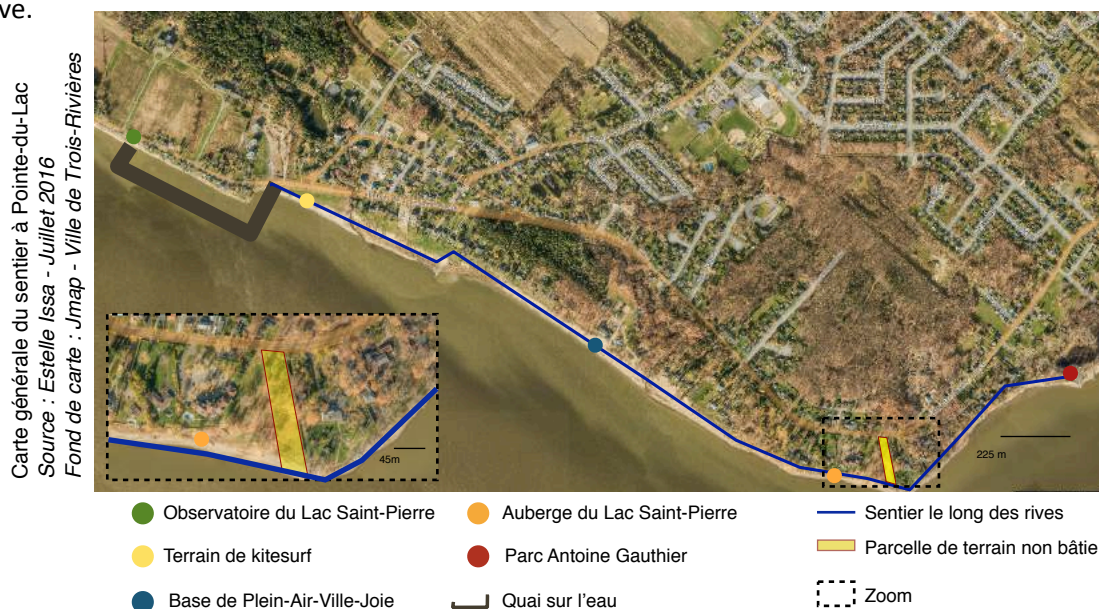 ve.
Carte générale du sentier à Pointe-du-Lac
Source : Estelle Issa - Juillet 2016
Fond de carte : Jmap - Ville de Trois-Rivières
45m
225 m
Observatoire du Lac Saint-Pierre
Auberge du Lac Saint-Pierre
Sentier le long des rives
Terrain de kitesurf
Parc Antoine Gauthier
Parcelle de terrain non bâtie
Base de Plein-Air-Ville-Joie
Quai sur l'eau
Zoom